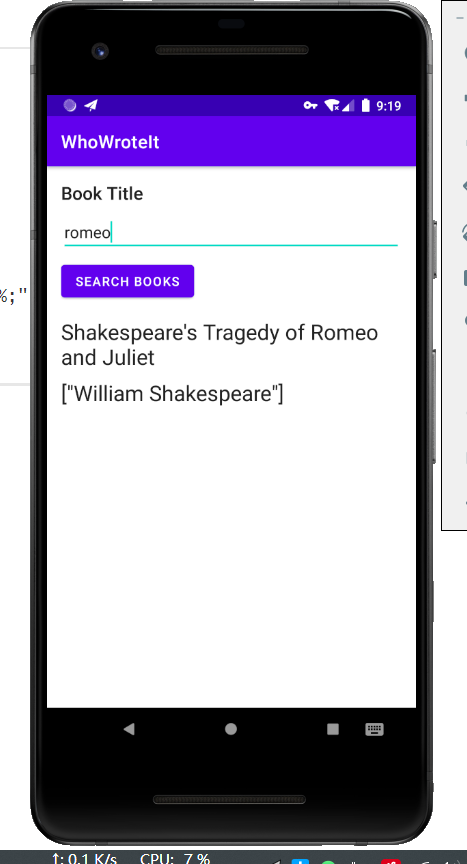 9:19
WhoWroteIt
Book Title
%;"
romeo
SEARCH BOOKS
Shakespeare's Tragedy of Romeo
and Juliet
["William Shakespeare"]
↑: 0.1 K/s CPU: 7 %